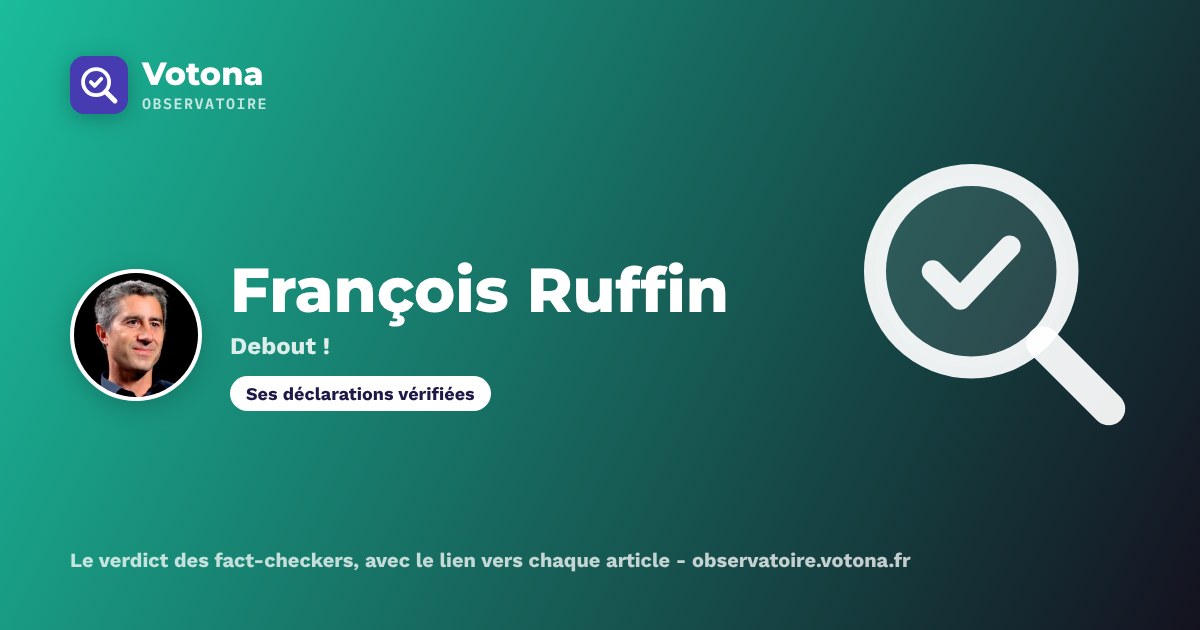 Votona
OBSERVATOIRE
François Ruffin
Debout !
Ses déclarations vérifiées
Le verdict des fact-checkers, avec le lien vers chaque article - observatoire.votona.fr